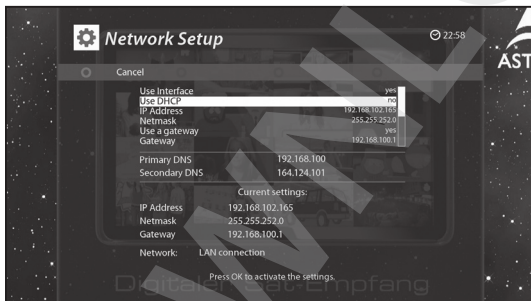 Network Setup
22:58
AST
Cancel
Use Interface yes
Use DHCP no
IP Address 192.168.102.165
Netmask 255.255.252.0
Use a gateway yes
Gateway 192.168.100.1
Primary DNS 192.168.100
Secondary DNS 164.124.101
Current settings:
IP Address 192.168.102.165
Netmask 255.255.252.0
Gateway 192.168.100.1
Network: LAN connection
Press OK to activate the settings.
Digitaler Sat-Empfang